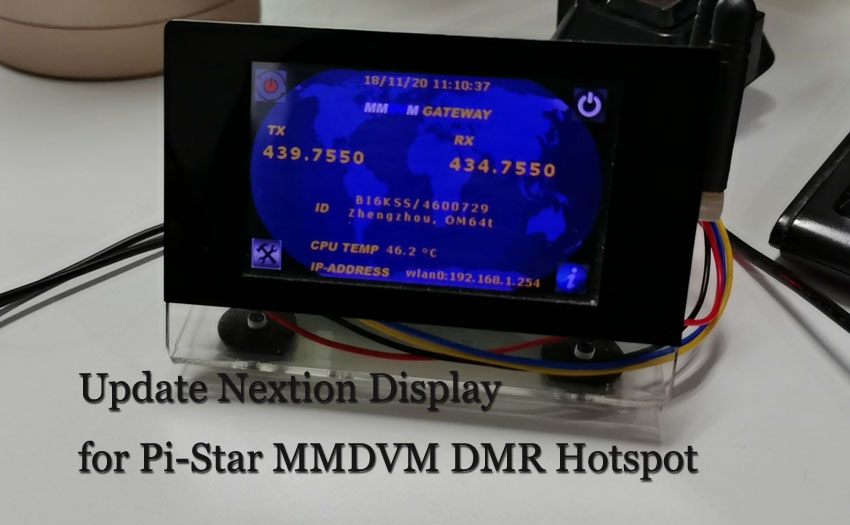 18/11/20 11:10:37
MMDVM GATEWAY
TX
RX
439.7550
434.7550
ID
BI6KSS/4600729
Zhengzhou, OM64t
CPU TEMP 46.2 °C
IP-ADDRESS wlan0:192.168.1.254
i
Update Nextion Display
for Pi-Star MMDVM DMR Hotspot